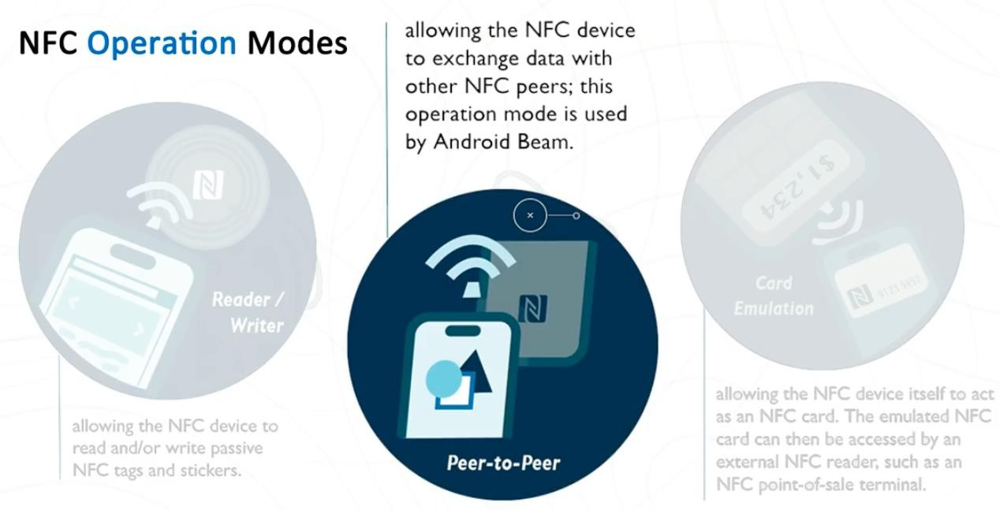 NFC Operation Modes
allowing the NFC device
to exchange data with
other NFC peers; this
operation mode is used
by Android Beam.
Reader /
Writer
allowing the NFC device to
read and/or write passive
NFC tags and stickers.
Peer-to-Peer
$1,234
9125 5657
Card
Emulation
allowing the NFC device itself to act
as an NFC card. The emulated NFC
card can then be accessed by an
external NFC reader, such as an
NFC point-of-sale terminal.